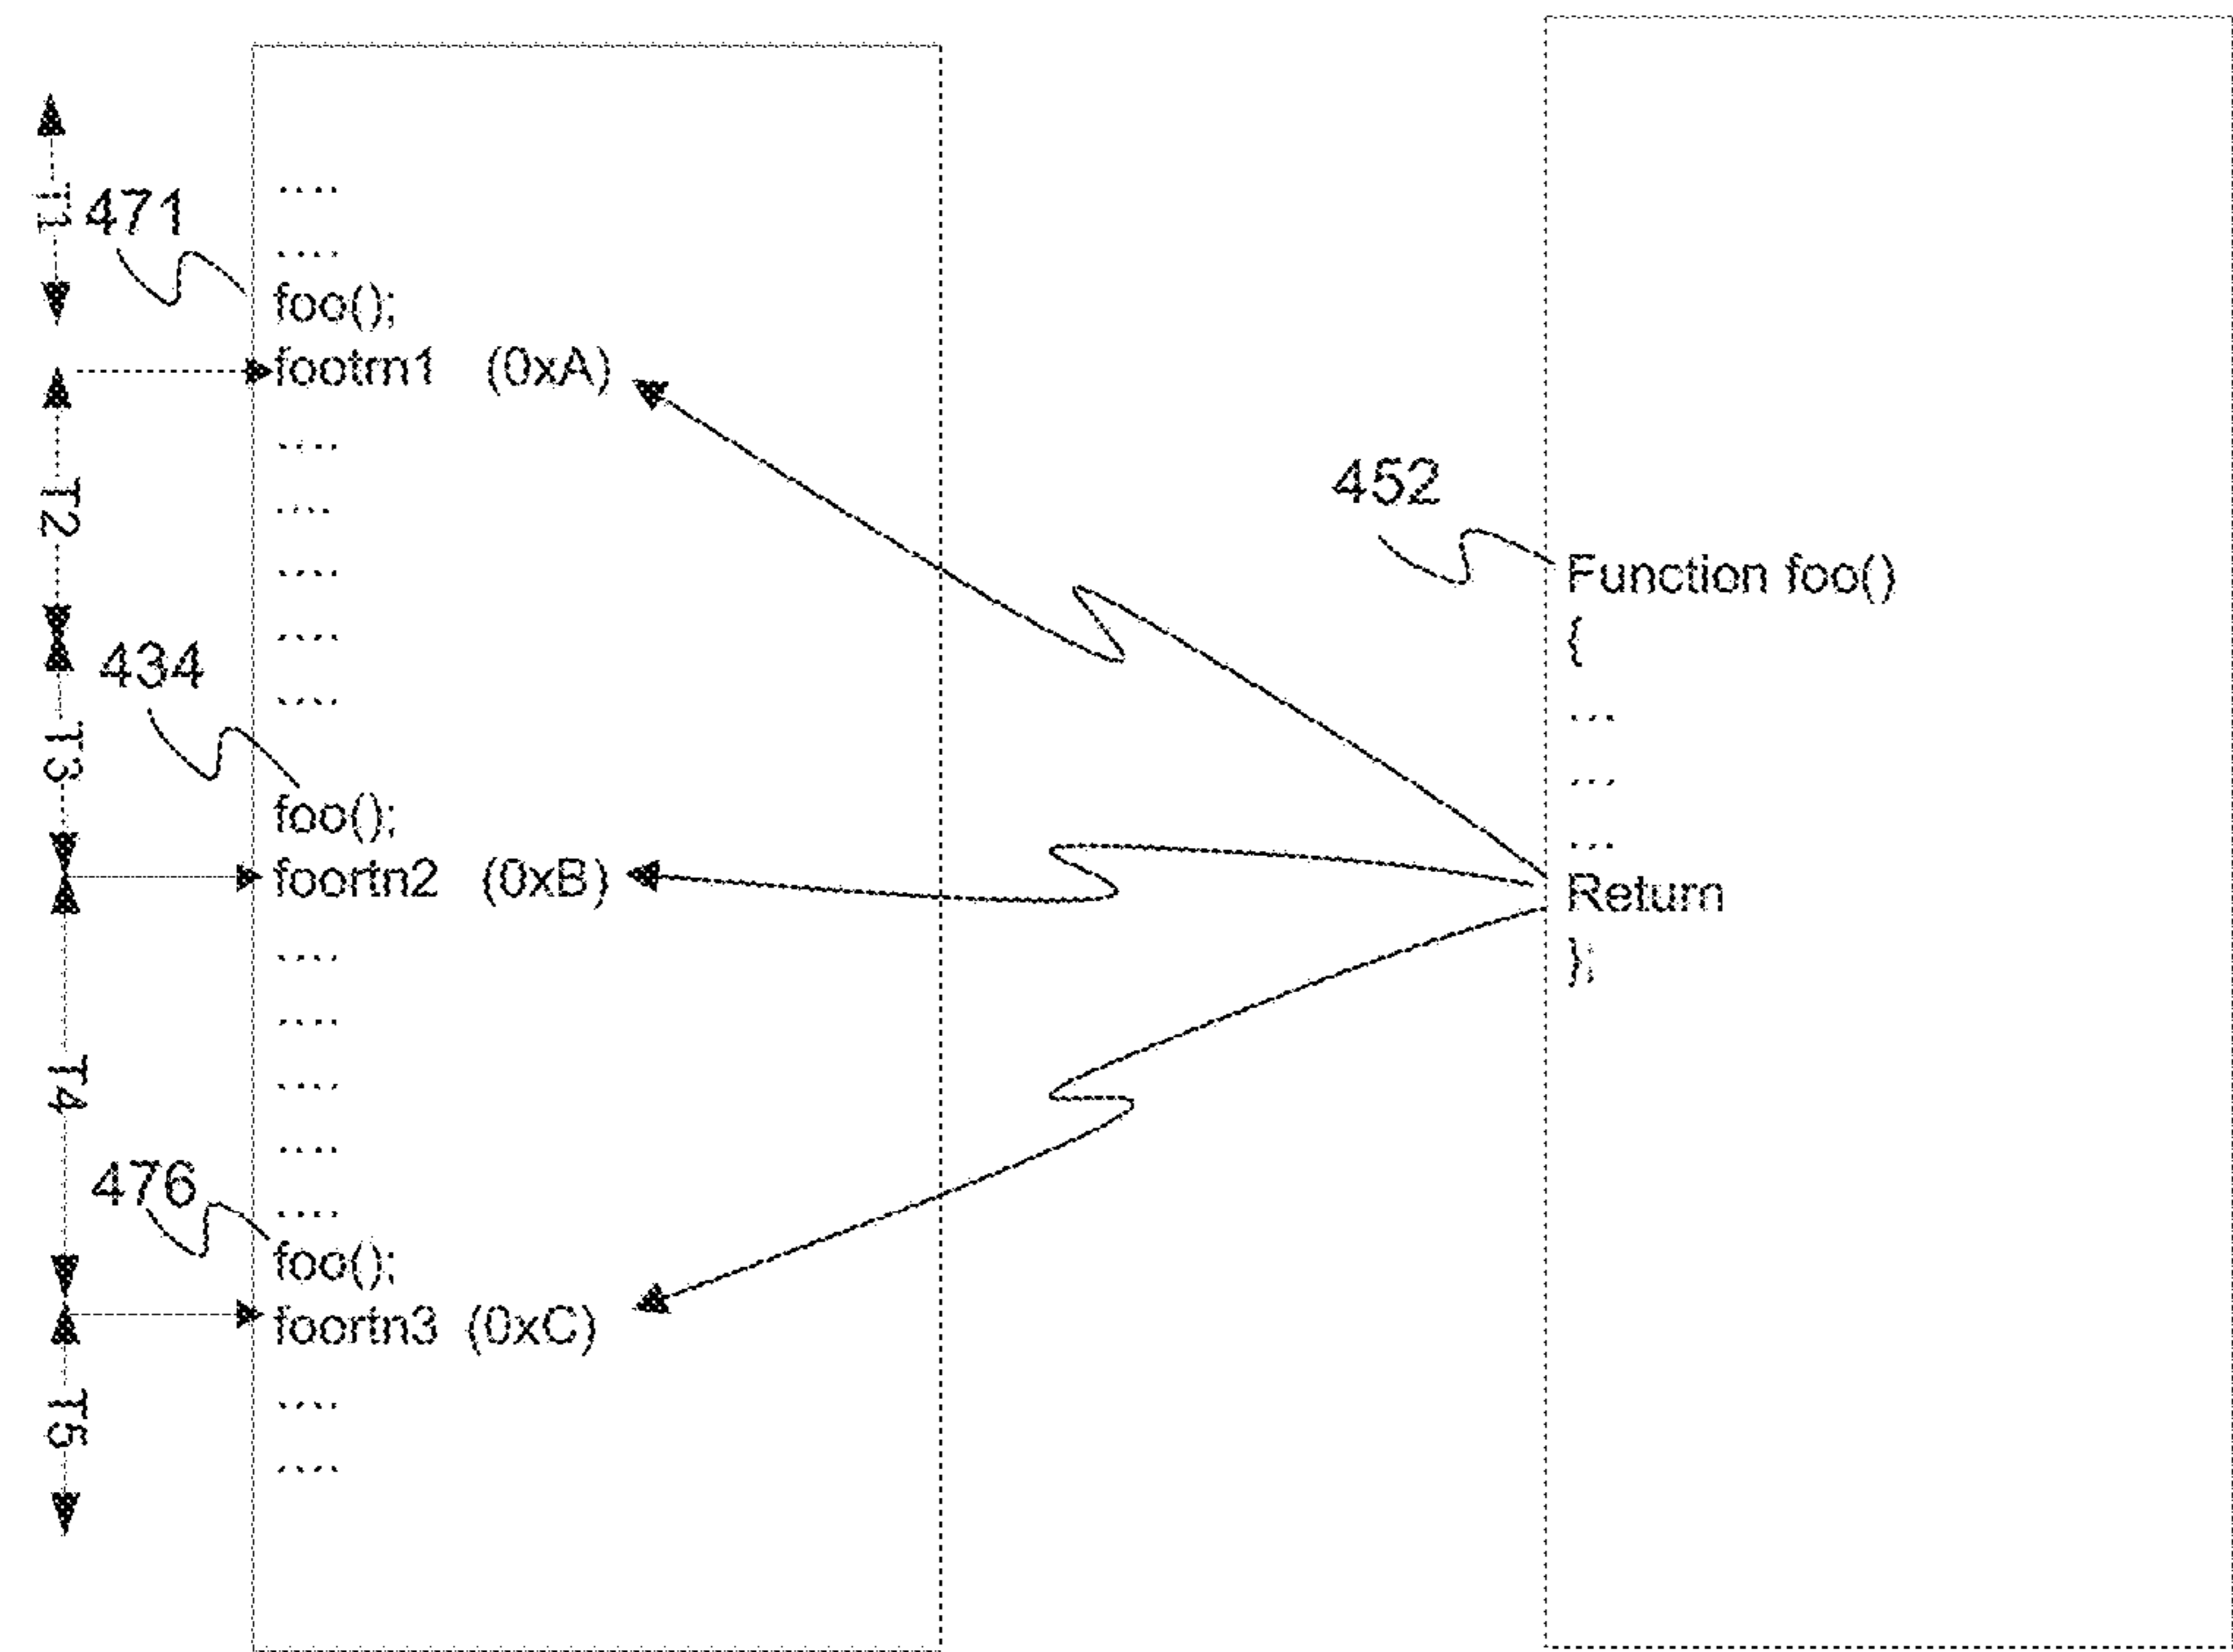 T1
471
....
....
foo();
footrn1 (0xA)
....
....
....
....
....
T2
T3
434
foo();
foortn2 (0xB)
....
....
....
....
....
T4
476
foo();
foortn3 (0xC)
....
....
T5
452
Function foo()
{
...
...
...
Return
};